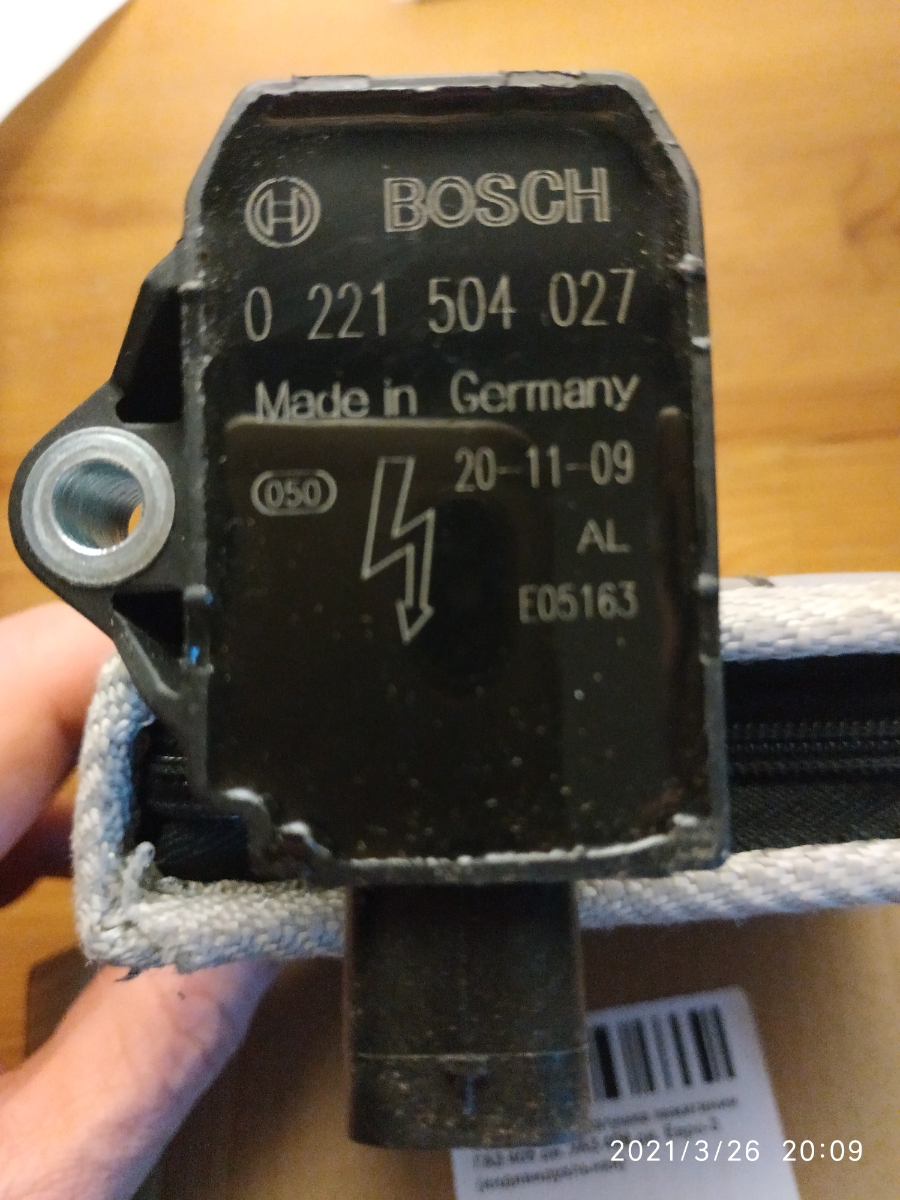 BOSCH
0 221 504 027
Made in Germany
050
20-11-09
AL
E05163
2021/3/26 20:09